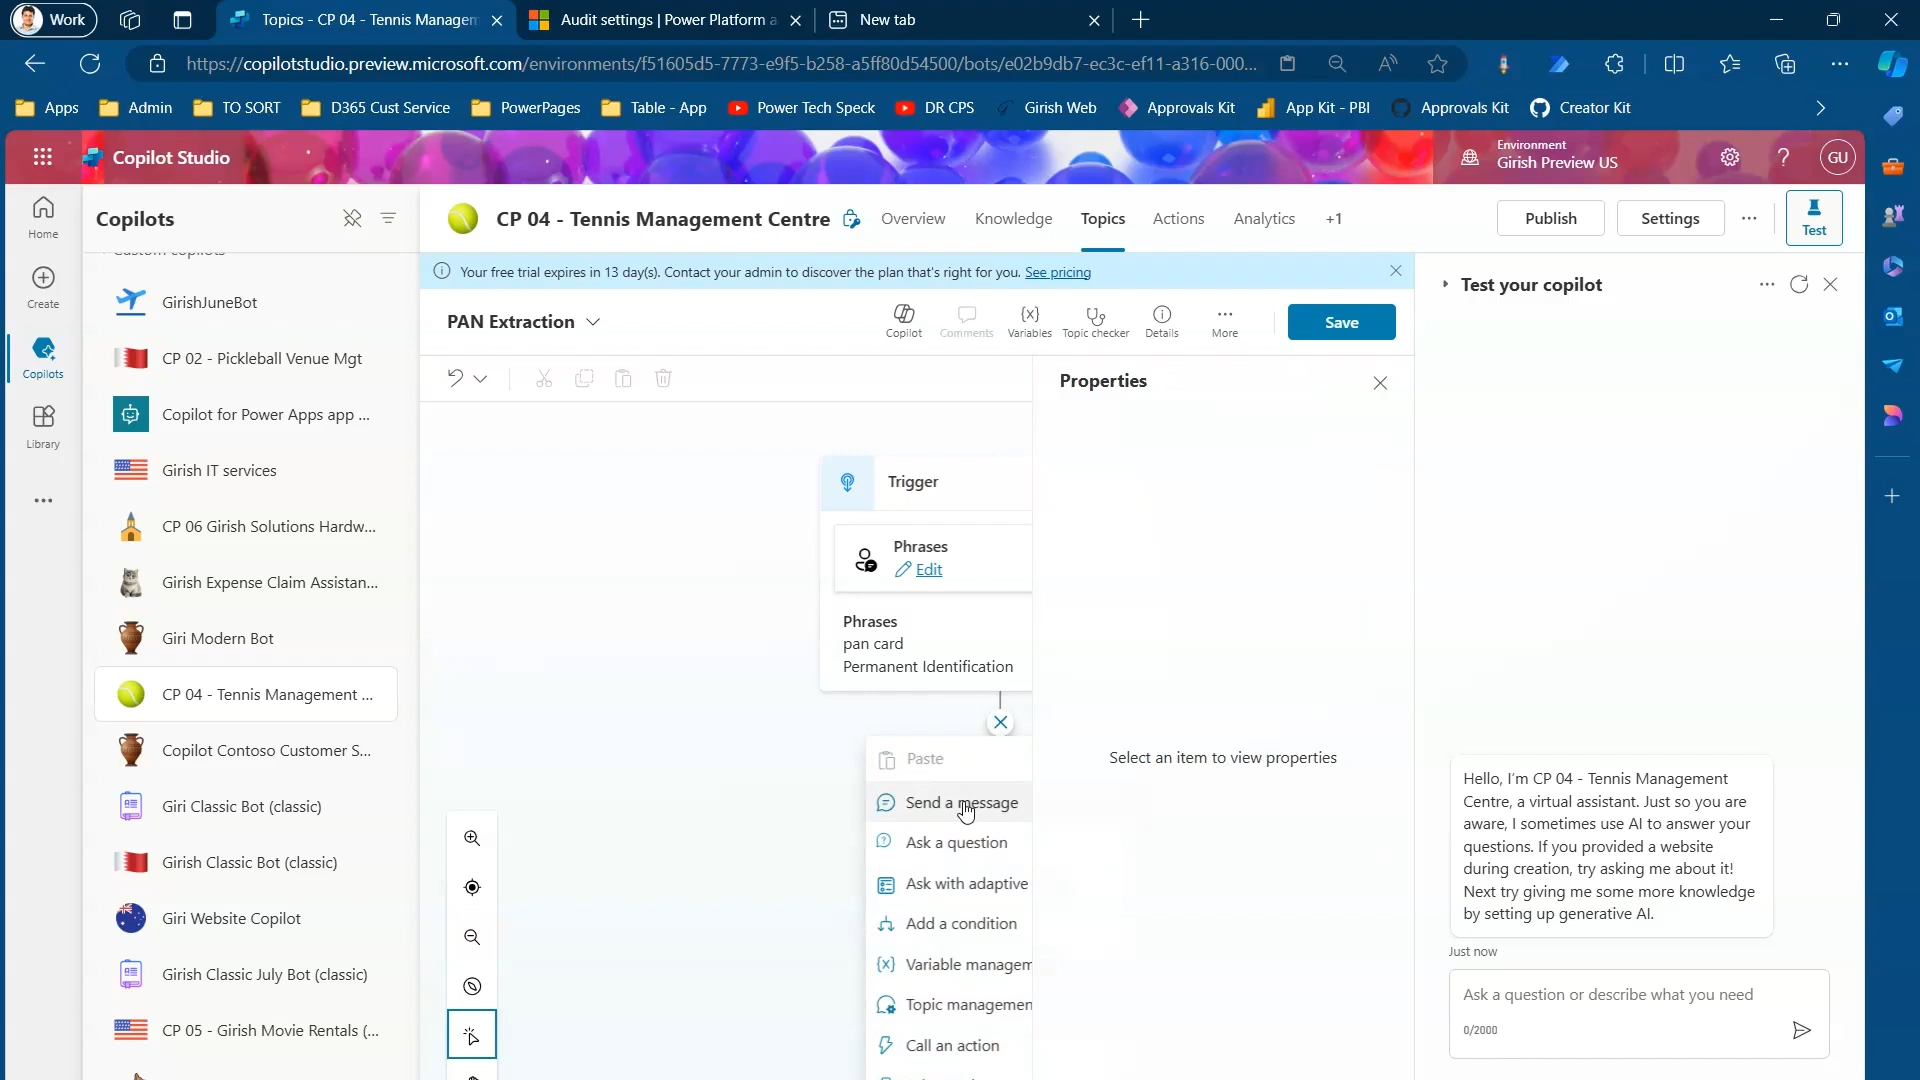 Work
Topics - CP 04 - Tennis Managem
Audit settings | Power Platform a
New tab
https://copilotstudio.preview.microsoft.com/environments/f51605d5-7773-e9f5-b258-a5ff80d54500/bots/e02b9db7-ec3c-ef11-a316-000...
Apps
Admin
TO SORT
D365 Cust Service
PowerPages
Table - App
Power Tech Speck
DR CPS
Girish Web
Approvals Kit
App Kit - PBI
Approvals Kit
Creator Kit
Copilot Studio
Environment
Girish Preview US
GU
Home
Create
Copilots
Library
Copilots
Custom copilots
GirishJuneBot
CP 02 - Pickleball Venue Mgt
Copilot for Power Apps app ...
Girish IT services
CP 06 Girish Solutions Hardw...
Girish Expense Claim Assistan...
Giri Modern Bot
CP 04 - Tennis Management ...
Copilot Contoso Customer S...
Giri Classic Bot (classic)
Girish Classic Bot (classic)
Giri Website Copilot
Girish Classic July Bot (classic)
CP 05 - Girish Movie Rentals (...
CP 04 - Tennis Management Centre
Overview
Knowledge
Topics
Actions
Analytics
+1
Publish
Settings
Test
Your free trial expires in 13 day(s). Contact your admin to discover the plan that's right for you. See pricing
PAN Extraction
Copilot
Comments
Variables
Topic checker
Details
More
Save
Trigger
Phrases
Edit
Phrases
pan card
Permanent Identification
Paste
Send a message
Ask a question
Ask with adaptive
Add a condition
Variable managem
Topic managemen
Call an action
Properties
Select an item to view properties
Test your copilot
Hello, I'm CP 04 - Tennis Management
Centre, a virtual assistant. Just so you are
aware, I sometimes use AI to answer your
questions. If you provided a website
during creation, try asking me about it!
Next try giving me some more knowledge
by setting up generative AI.
Just now
Ask a question or describe what you need
0/2000